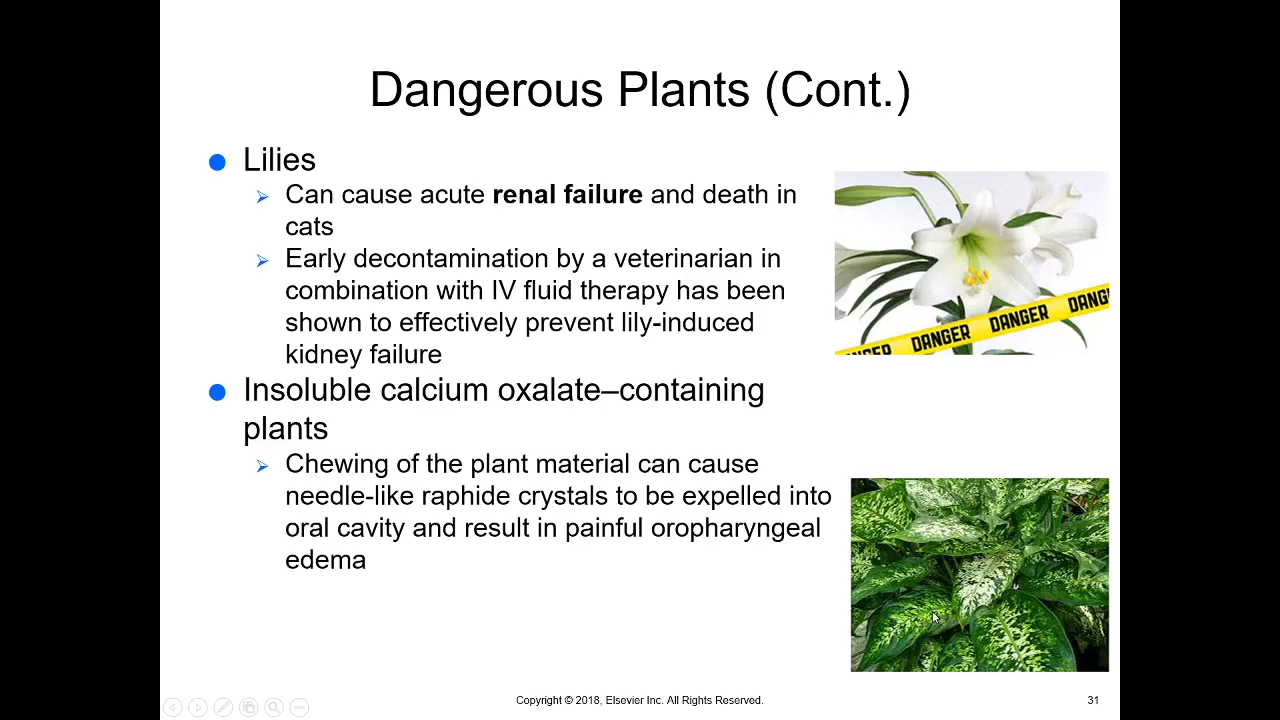 Dangerous Plants (Cont.)
Lilies
Can cause acute renal failure and death in
cats
Early decontamination by a veterinarian in
combination with IV fluid therapy has been
shown to effectively prevent lily-induced
kidney failure
Insoluble calcium oxalate–containing
plants
Chewing of the plant material can cause
needle-like raphide crystals to be expelled into
oral cavity and result in painful oropharyngeal
edema
NGER DANGER DANGER DANG
Copyright © 2018, Elsevier Inc. All Rights Reserved.
31